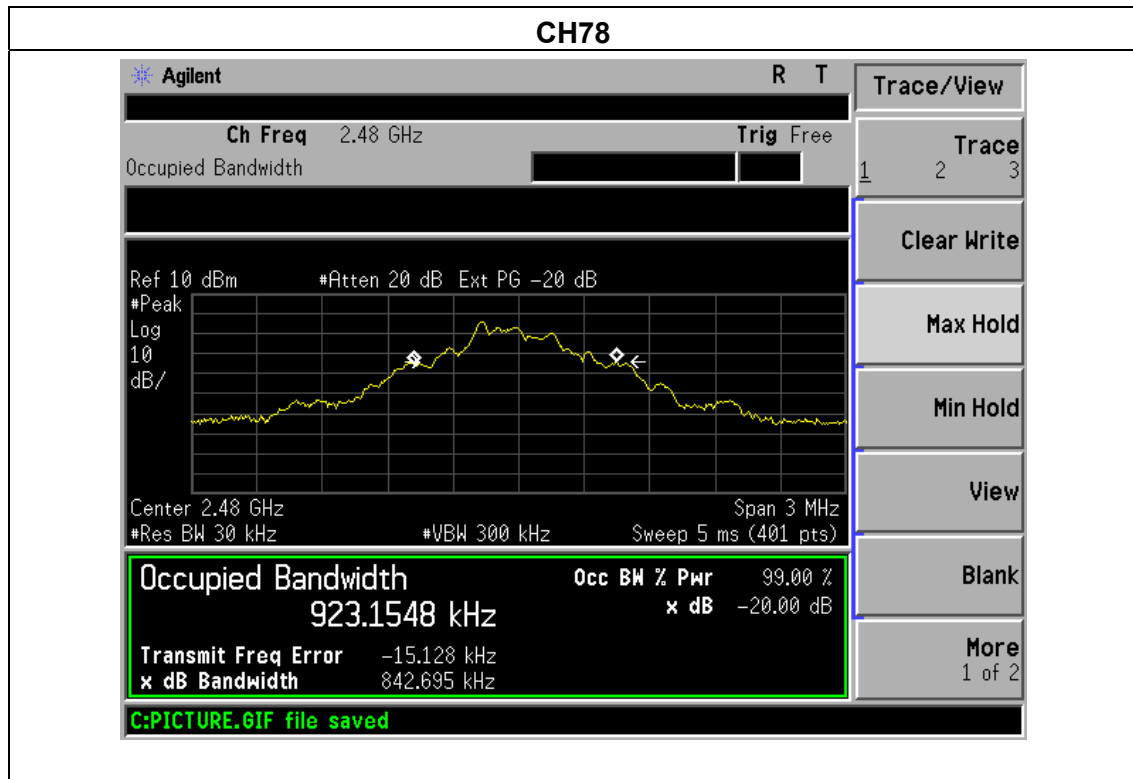 CH78
Agilent R T
Trace/View
Ch Freq 2.48 GHz Trig Free
Occupied Bandwidth
Trace
1 2 3
Clear Write
Max Hold
Min Hold
View
Blank
More
1 of 2
Ref 10 dBm #Atten 20 dB Ext PG −20 dB
#Peak
Log
10
dB/
Center 2.48 GHz Span 3 MHz
#Res BW 30 kHz #VBW 300 kHz Sweep 5 ms (401 pts)
Occupied Bandwidth Occ BW % Pwr 99.00 %
923.1548 kHz x dB −20.00 dB
Transmit Freq Error −15.128 kHz
x dB Bandwidth 842.695 kHz
C:PICTURE.GIF file saved